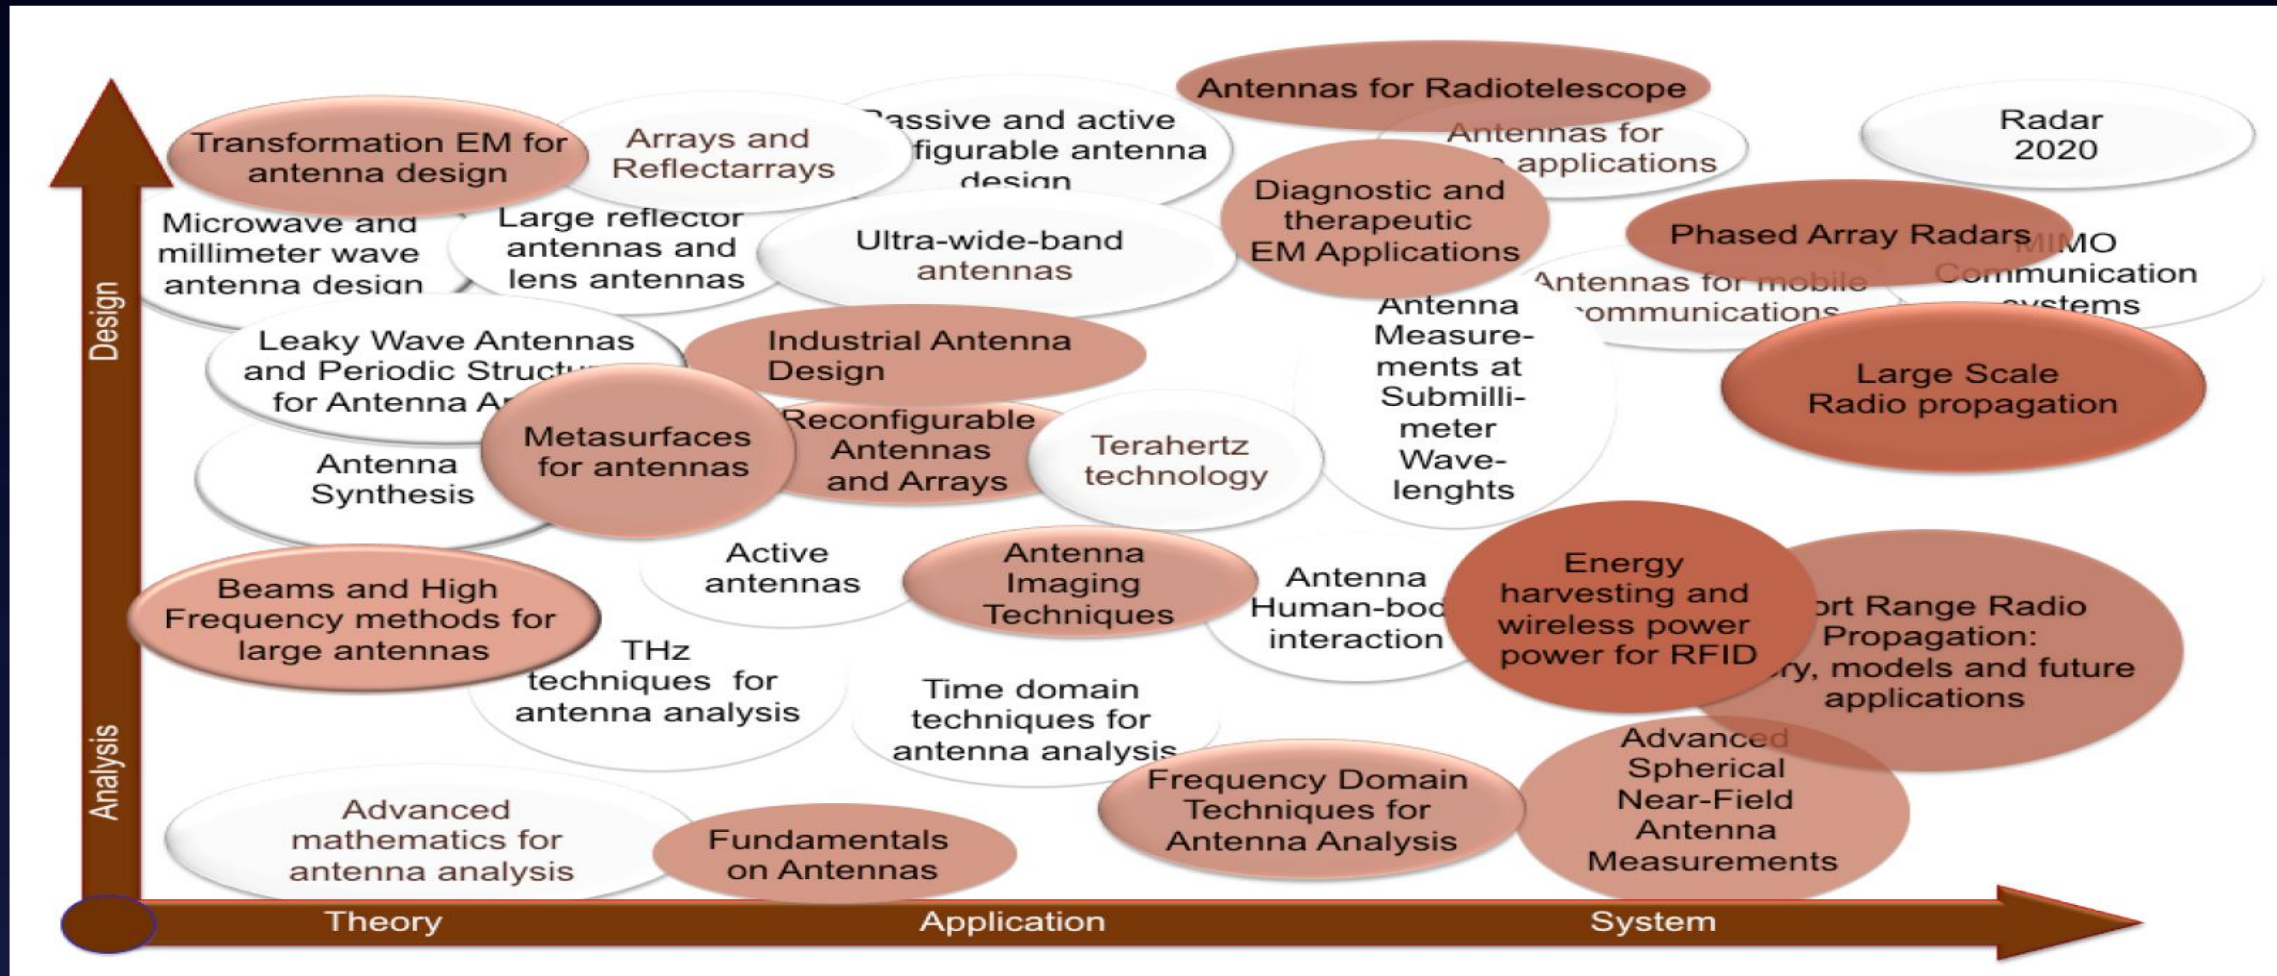 Antennas for Radiotelescope
Transformation EM for
antenna design
Arrays and
Reflectarrays
Passive and active
figurable antenna
design
Antennas for
applications
Radar
2020
Microwave and
millimeter wave
antenna design
Large reflector
antennas and
lens antennas
Ultra-wide-band
antennas
Diagnostic and
therapeutic
EM Applications
Phased Array Radars
MIMO
Communication
systems
Antennas for mobile
communications
Design
Leaky Wave Antennas
and Periodic
for Antenna
Industrial Antenna
Design
Antenna
Measure-
ments at
Submilli-
meter
Wave-
lenghts
Large Scale
Radio propagation
Antenna
Synthesis
Metasurfaces
for antennas
Reconfigurable
Antennas
and Arrays
Terahertz
technology
Beams and High
Frequency methods for
large antennas
Active
antennas
Antenna
Imaging
Techniques
Antenna
Human-bod
interaction
Energy
harvesting and
wireless power
power for RFID
ort Range Radio
Propagation:
ry, models and future
applications
THz
techniques for
antenna analysis
Time domain
techniques for
antenna analysis
Analysis
Advanced
mathematics for
antenna analysis
Fundamentals
on Antennas
Frequency Domain
Techniques for
Antenna Analysis
Advanced
Spherical
Near-Field
Antenna
Measurements
Theory
Application
System